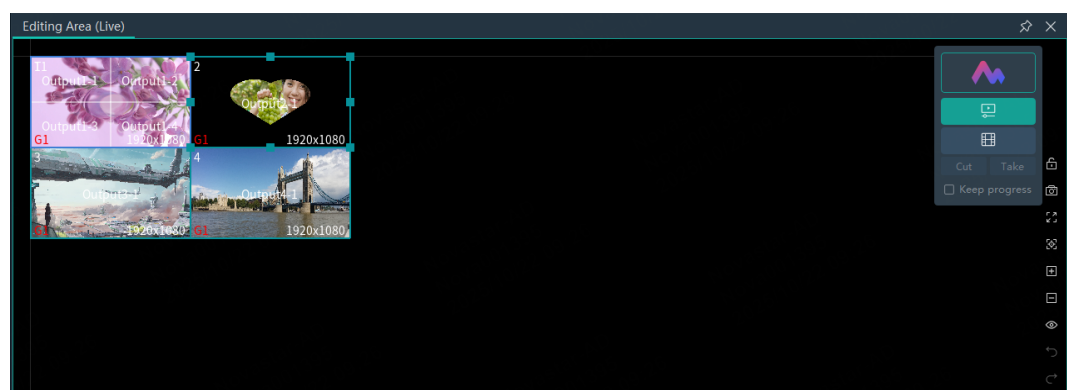 Editing Area (Live)
T1
Output1-1 Output1-2
Output1-3 Output1-4
G1 1920x1080
2
Output2-1
G1 1920x1080
3
Output3-1
G1 1920x1080
4
Output4-1
G1 1920x1080
Cut Take
Keep progress